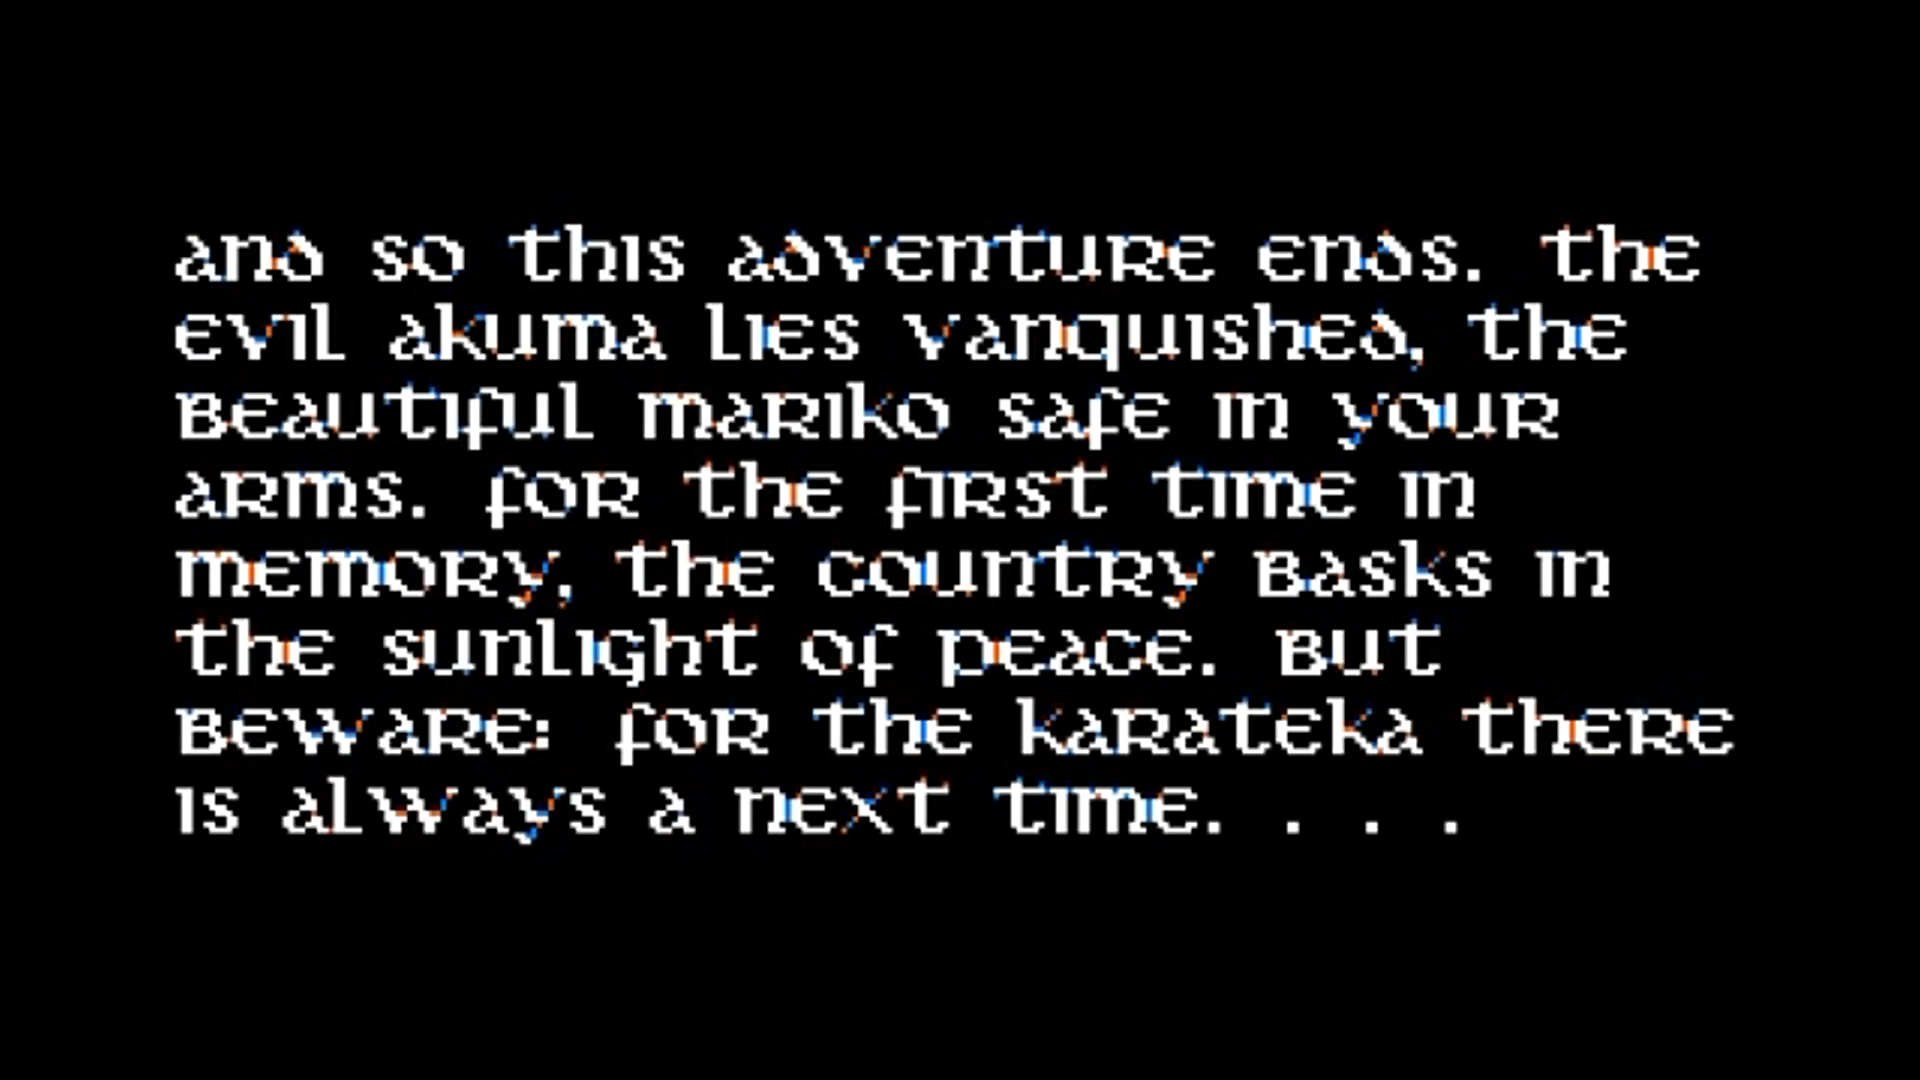 and so this adventure ends.  the
evil akuma lies vanquished, the
beautiful mariko safe in your
arms.  for the first time in
memory, the country basks in
the sunlight of peace.  but
beware:  for the karateka there
is always a next time. . . .